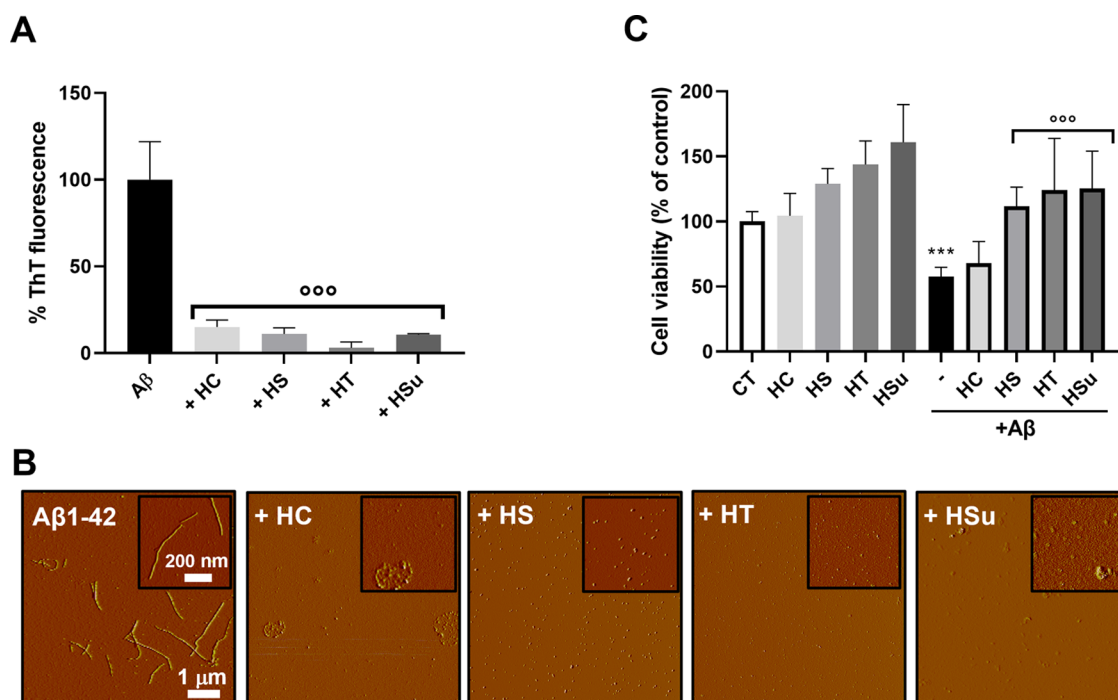 A
% ThT fluorescence
150
100
50
0
°°°
Aβ
+ HC
+ HS
+ HT
+ HSu
C
Cell viability (% of control)
200
150
100
50
0
***
°°°
CT
HC
HS
HT
HSu
-
HC
HS
HT
HSu
+Aβ
B
Aβ1-42
200 nm
1 μm
+ HC
+ HS
+ HT
+ HSu